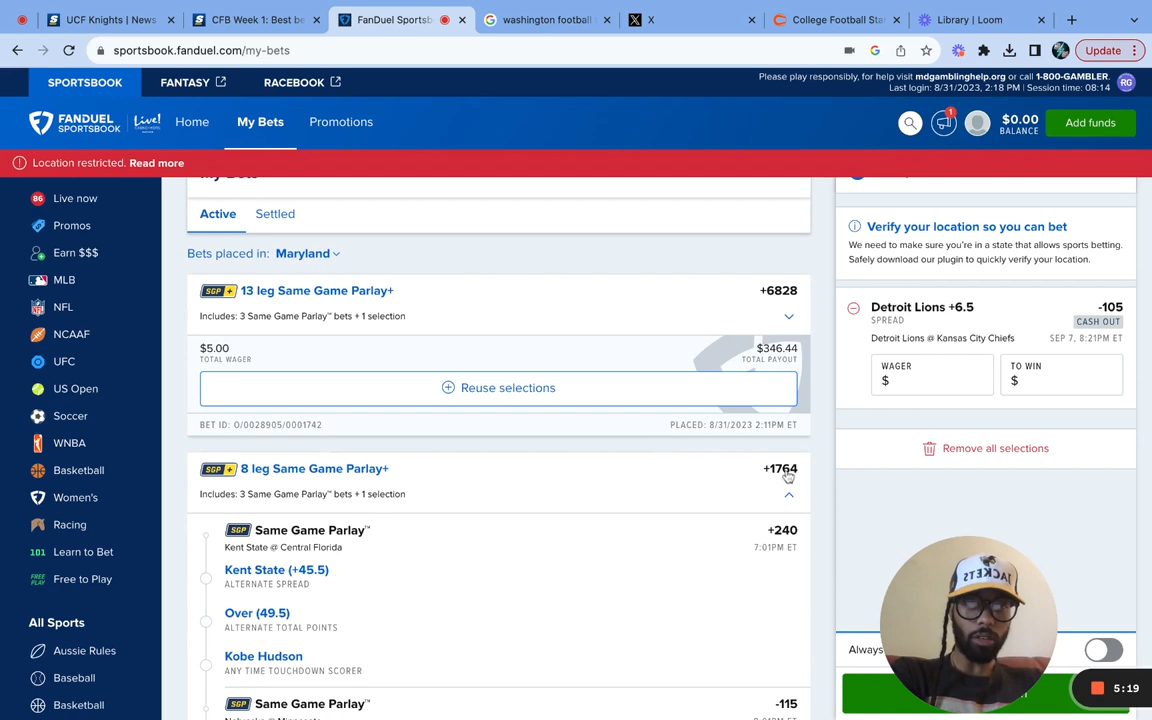 UCF Knights | News
CFB Week 1: Best be
FanDuel Sportsb
washington football
X
College Football Sta
Library | Loom
sportsbook.fanduel.com/my-bets
Update
SPORTSBOOK
FANTASY
RACEBOOK
Please play responsibly, for help visit mdgamblinghelp.org or call 1-800-GAMBLER.
Last login: 8/31/2023, 2:18 PM | Session time: 08:14
RG
FANDUEL
SPORTSBOOK
Live!
Home
My Bets
Promotions
1
$0.00
BALANCE
Add funds
Location restricted. Read more
86
Live now
Promos
Earn $$$
MLB
NFL
NCAAF
UFC
US Open
Soccer
WNBA
Basketball
Women's
Racing
101
Learn to Bet
FREE PLAY
Free to Play
All Sports
Aussie Rules
Baseball
Basketball
Active
Settled
Bets placed in: Maryland
SGP +
13 leg Same Game Parlay+
+6828
Includes: 3 Same Game Parlay™ bets + 1 selection
$5.00
TOTAL WAGER
$346.44
TOTAL PAYOUT
Reuse selections
BET ID: O/0028905/0001742
PLACED: 8/31/2023 2:11PM ET
SGP +
8 leg Same Game Parlay+
+1764
Includes: 3 Same Game Parlay™ bets + 1 selection
SGP
Same Game Parlay™
+240
Kent State @ Central Florida
7:01PM ET
Kent State (+45.5)
ALTERNATE SPREAD
Over (49.5)
ALTERNATE TOTAL POINTS
Kobe Hudson
ANY TIME TOUCHDOWN SCORER
SGP
Same Game Parlay™
-115
Verify your location so you can bet
We need to make sure you're in a state that allows sports betting.
Safely download our plugin to quickly verify your location.
Detroit Lions +6.5
-105
SPREAD
CASH OUT
Detroit Lions @ Kansas City Chiefs
SEP 7, 8:21PM ET
WAGER
$
TO WIN
$
Remove all selections
Always
JACKETS
5:19